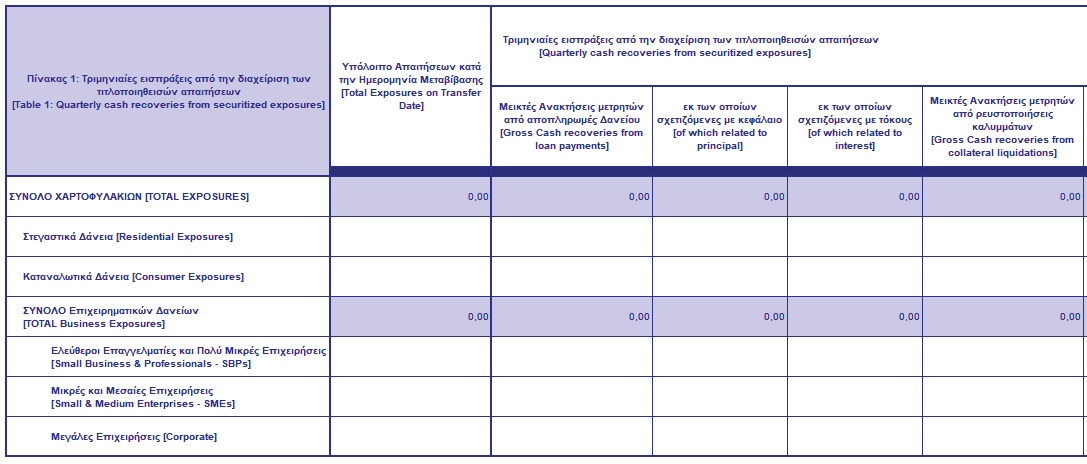 Πίνακας 1: Τριμηνιαίες εισπράξεις από την διαχείριση των
τιτλοποιηθεισών απαιτήσεων
[Table 1: Quarterly cash recoveries from securitized exposures]
Υπόλοιπο Απαιτήσεων κατά
την Ημερομηνία Μεταβίβασης
[Total Exposures on Transfer
Date]
Τριμηνιαίες εισπράξεις από την διαχείριση των τιτλοποιηθεισών απαιτήσεων
[Quarterly cash recoveries from securitized exposures]
Μεικτές Ανακτήσεις μετρητών
από αποπληρωμές Δανείου
[Gross Cash recoveries from
loan payments]
εκ των οποίων
σχετιζόμενες με κεφάλαιο
[of which related to
principal]
εκ των οποίων
σχετιζόμενες με τόκους
[of which related to
interest]
Μεικτές Ανακτήσεις μετρητών
από ρευστοποιήσεις
καλυμμάτων
[Gross Cash recoveries from
collateral liquidations]
ΣΥΝΟΛΟ ΧΑΡΤΟΦΥΛΑΚΙΩΝ [TOTAL EXPOSURES] 0,00 0,00 0,00 0,00 0,00
Στεγαστικά Δάνεια [Residential Exposures]
Καταναλωτικά Δάνεια [Consumer Exposures]
ΣΥΝΟΛΟ Επιχειρηματικών Δανείων
[TOTAL Business Exposures] 0,00 0,00 0,00 0,00 0,00
Ελεύθεροι Επαγγελματίες και Πολύ Μικρές Επιχειρήσεις
[Small Business & Professionals - SBPs]
Μικρές και Μεσαίες Επιχειρήσεις
[Small & Medium Enterprises - SMEs]
Μεγάλες Επιχειρήσεις [Corporate]